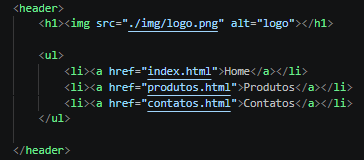 <header>
<h1><img src="./img/logo.png" alt="logo"></h1>
<ul>
<li><a href="index.html">Home</a></li>
<li><a href="produtos.html">Produtos</a></li>
<li><a href="contatos.html">Contatos</a></li>
</ul>
</header>